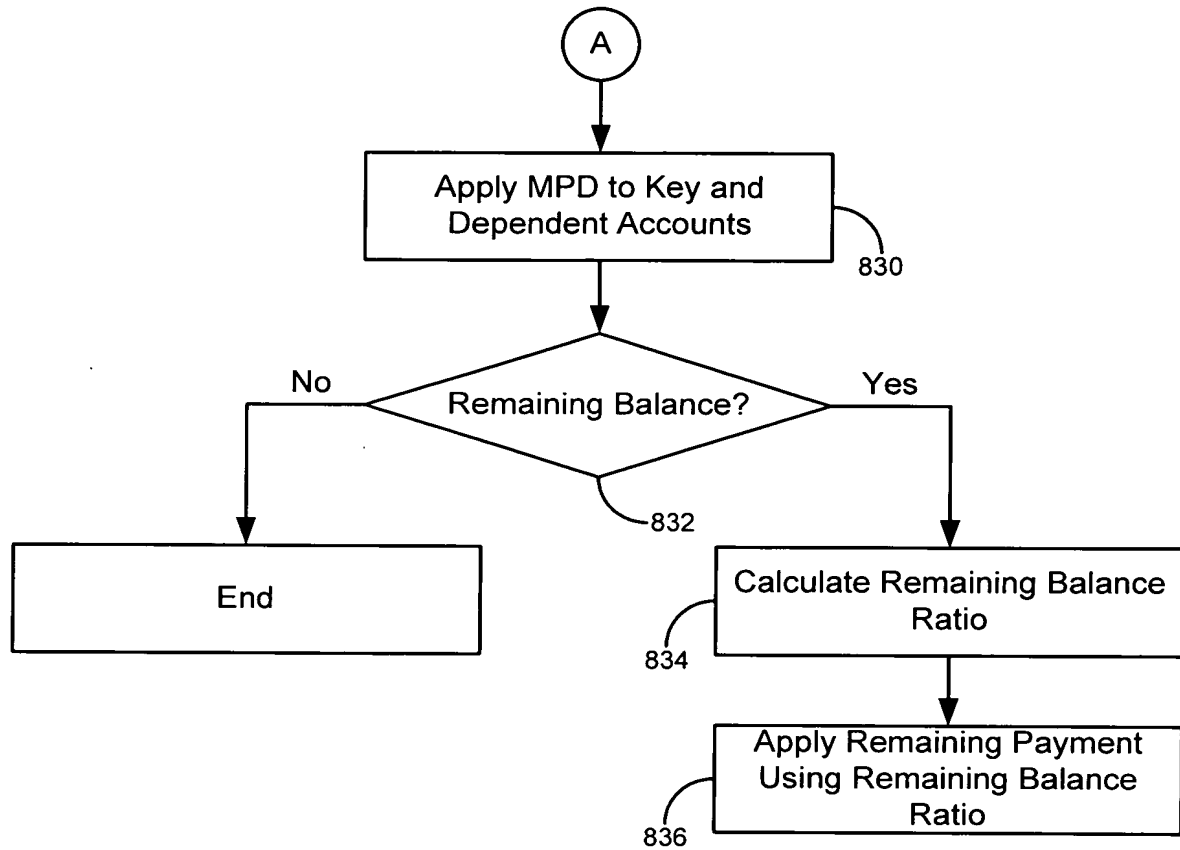 A
Apply MPD to Key and
Dependent Accounts
830
No
Yes
Remaining Balance?
832
End
Calculate Remaining Balance
Ratio
834
Apply Remaining Payment
Using Remaining Balance
Ratio
836